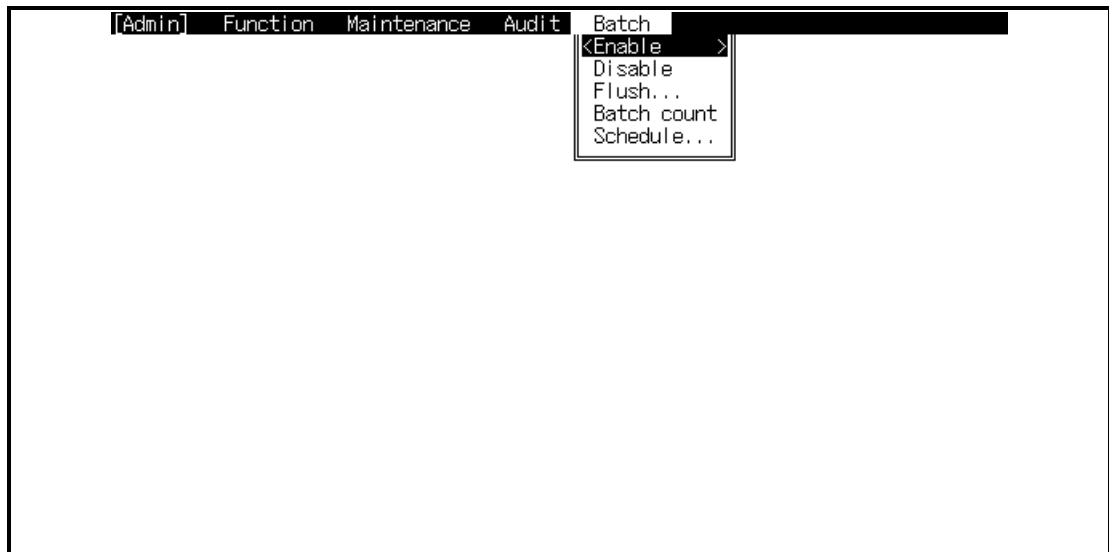 [Admin] Function Maintenance Audit Batch
<Enable >
Disable
Flush...
Batch count
Schedule...